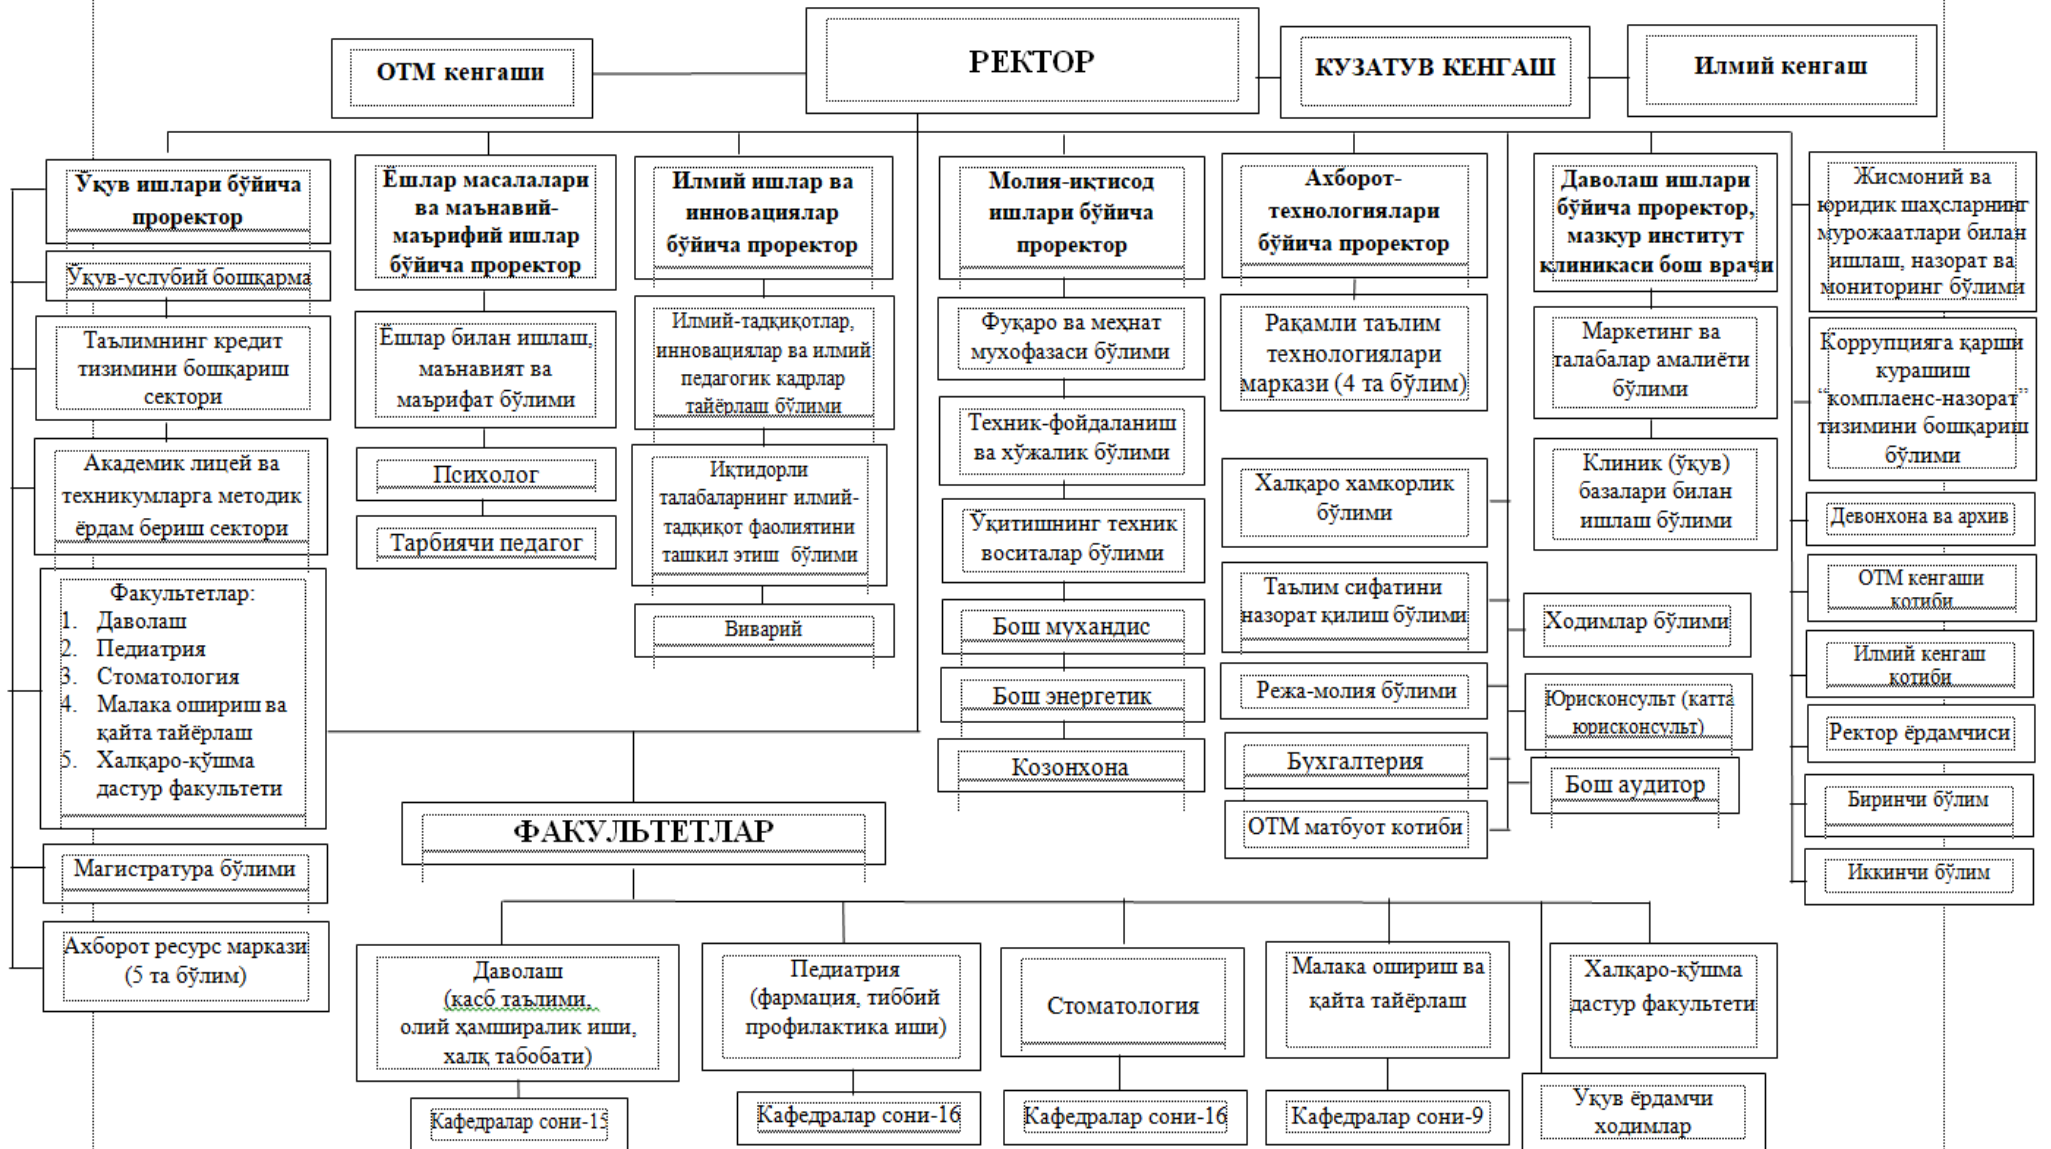 ОТМ кенгаши
РЕКТОР
КУЗАТУВ КЕНГАШ
Илмий кенгаш
Ўқув ишлари бўйича
проректор
Ўқув-услубий бошқарма
Таълимнинг кредит
тизимини бошқариш
сектори
Академик лицей ва
техникумларга методик
ёрдам бериш сектори
Факультетлар:
1. Даволаш
2. Педиатрия
3. Стоматология
4. Малака ошириш ва
қайта тайёрлаш
5. Халқаро-қўшма
дастур факультети
Магистратура бўлими
Ахборот ресурс маркази
(5 та бўлим)
Ёшлар масалалари
ва маънавий-
маърифий ишлар
бўйича проректор
Ёшлар билан ишлаш,
маънавият ва
маърифат бўлими
Психолог
Тарбиячи педагог
Илмий ишлар ва
инновациялар
бўйича проректор
Илмий-тадқиқотлар,
инновациялар ва илмий
педагогик кадрлар
тайёрлаш бўлими
Иқтидорли
талабаларнинг илмий-
тадқиқот фаолиятини
ташкил этиш бўлими
Виварий
Молия-иқтисод
ишлари бўйича
проректор
Фуқаро ва меҳнат
мухофазаси бўлими
Техник-фойдаланиш
ва хўжалик бўлими
Ўқитишнинг техник
воситалар бўлими
Бош мухандис
Бош энергетик
Козонхона
Ахборот-
технологиялари
бўйича проректор
Рақамли таълим
технологиялари
маркази (4 та бўлим)
Халқаро хамкорлик
бўлими
Таълим сифатини
назорат қилиш бўлими
Режа-молия бўлими
Бухгалтерия
ОТМ матбуот котиби
Даволаш ишлари
бўйича проректор,
мазкур институт
клиникаси бош врачи
Маркетинг ва
талабалар амалиёти
бўлими
Клиник (ўқув)
базалари билан
ишлаш бўлими
Ходимлар бўлими
Юрисконсульт (катта
юрисконсульт)
Бош аудитор
Жисмоний ва
юридик шаҳсларнинг
мурожаатлари билан
ишлаш, назорат ва
мониторинг бўлими
Коррупцияга қарши
курашиш
“комплаенс-назорат”
тизимини бошқариш
бўлими
Девонхона ва архив
ОТМ кенгаши
котиби
Илмий кенгаш
котиби
Ректор ёрдамчиси
Биринчи бўлим
Иккинчи бўлим
ФАКУЛЬТЕТЛАР
Даволаш
(касб таълими,
олий ҳамширалик иши,
халқ табобати)
Кафедралар сони-15
Педиатрия
(фармация, тиббий
профилактика иши)
Кафедралар сони-16
Стоматология
Кафедралар сони-16
Малака ошириш ва
қайта тайёрлаш
Кафедралар сони-9
Халқаро-қўшма
дастур факультети
Уқув ёрдамчи
ходимлар